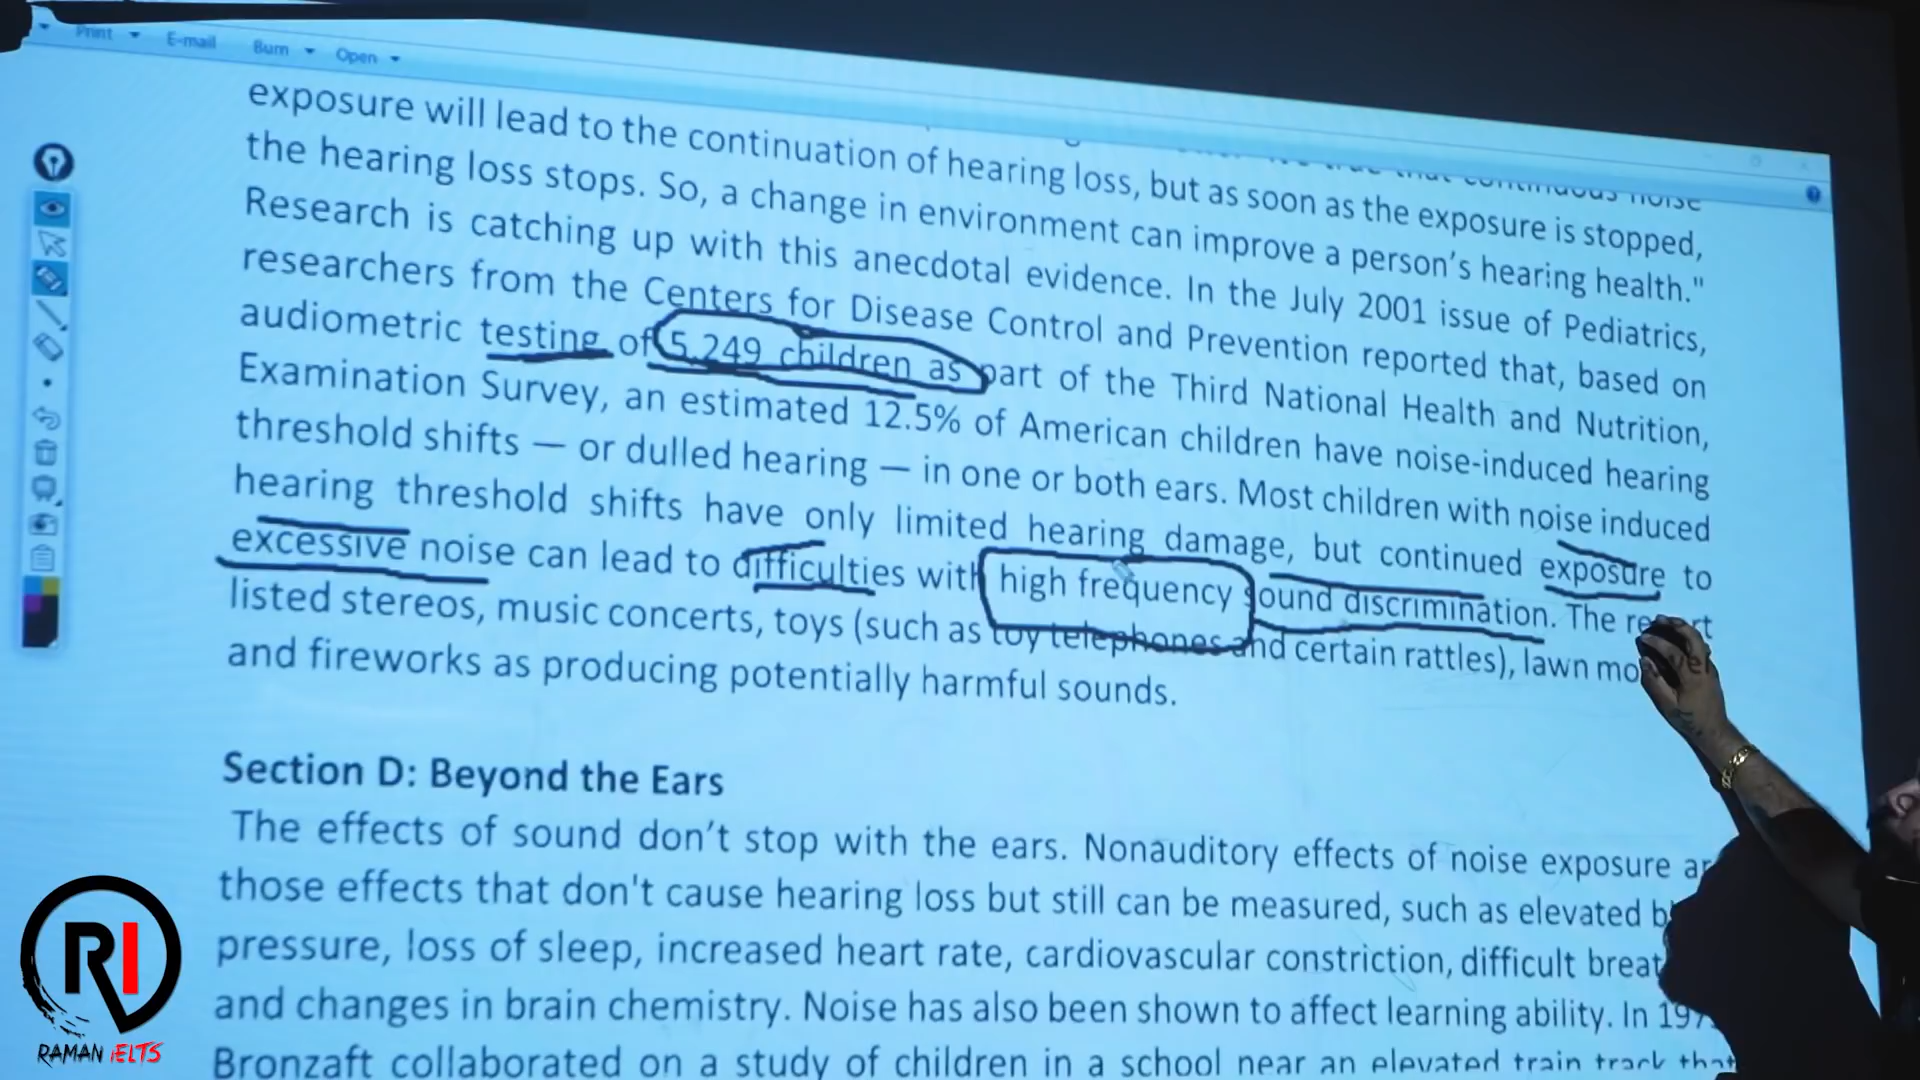 Print E-mail Burn Open
true that continuous noise
exposure will lead to the continuation of hearing loss, but as soon as the exposure is stopped,
the hearing loss stops. So, a change in environment can improve a person's hearing health."
Research is catching up with this anecdotal evidence. In the July 2001 issue of Pediatrics,
researchers from the Centers for Disease Control and Prevention reported that, based on
audiometric testing of 5,249 children as part of the Third National Health and Nutrition,
Examination Survey, an estimated 12.5% of American children have noise-induced hearing
threshold shifts — or dulled hearing — in one or both ears. Most children with noise induced
hearing threshold shifts have only limited hearing damage, but continued exposure to
excessive noise can lead to difficulties with high frequency sound discrimination. The report
listed stereos, music concerts, toys (such as toy telephones and certain rattles), lawn
and fireworks as producing potentially harmful sounds.
Section D: Beyond the Ears
The effects of sound don't stop with the ears. Nonauditory effects of noise exposure
those effects that don't cause hearing loss but still can be measured, such as elevated
pressure, loss of sleep, increased heart rate, cardiovascular constriction, difficult
and changes in brain chemistry. Noise has also been shown to affect learning ability. In
Bronzaft collaborated on a study of children in a school near an elevated train track that
RI
RAMAN iELTS